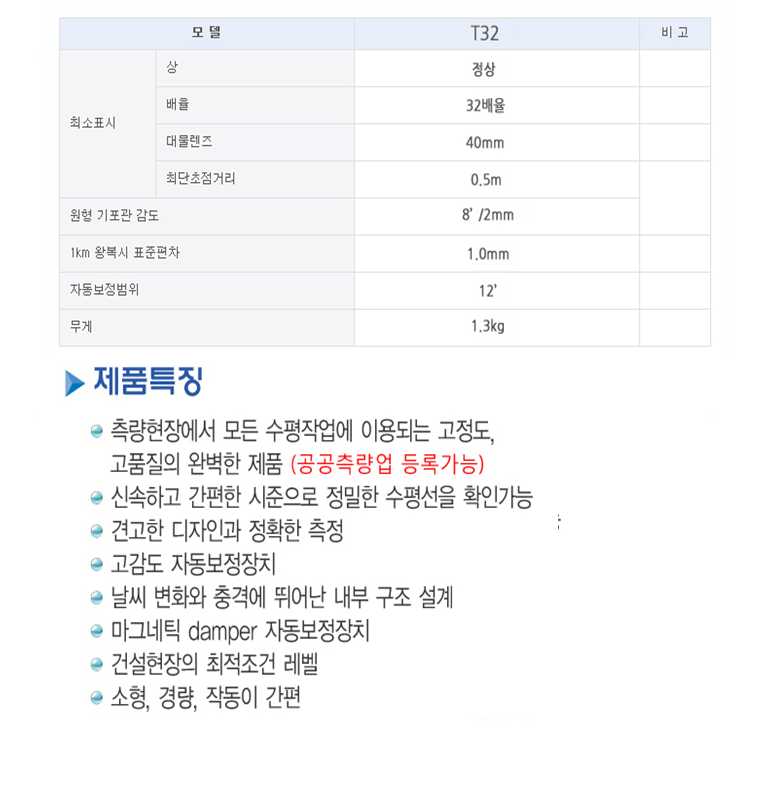 모 델 T32 비 고
최소표시 상 정상
배율 32배율
대물렌즈 40mm
최단초점거리 0.5m
원형 기포관 감도 8' /2mm
1km 왕복시 표준편차 1.0mm
자동보정범위 12'
무게 1.3kg
제품특징
측량현장에서 모든 수평작업에 이용되는 고정도,
고품질의 완벽한 제품 (공공측량업 등록가능)
신속하고 간편한 시준으로 정밀한 수평선을 확인가능
견고한 디자인과 정확한 측정
고감도 자동보정장치
날씨 변화와 충격에 뛰어난 내부 구조 설계
마그네틱 damper 자동보정장치
건설현장의 최적조건 레벨
소형, 경량, 작동이 간편